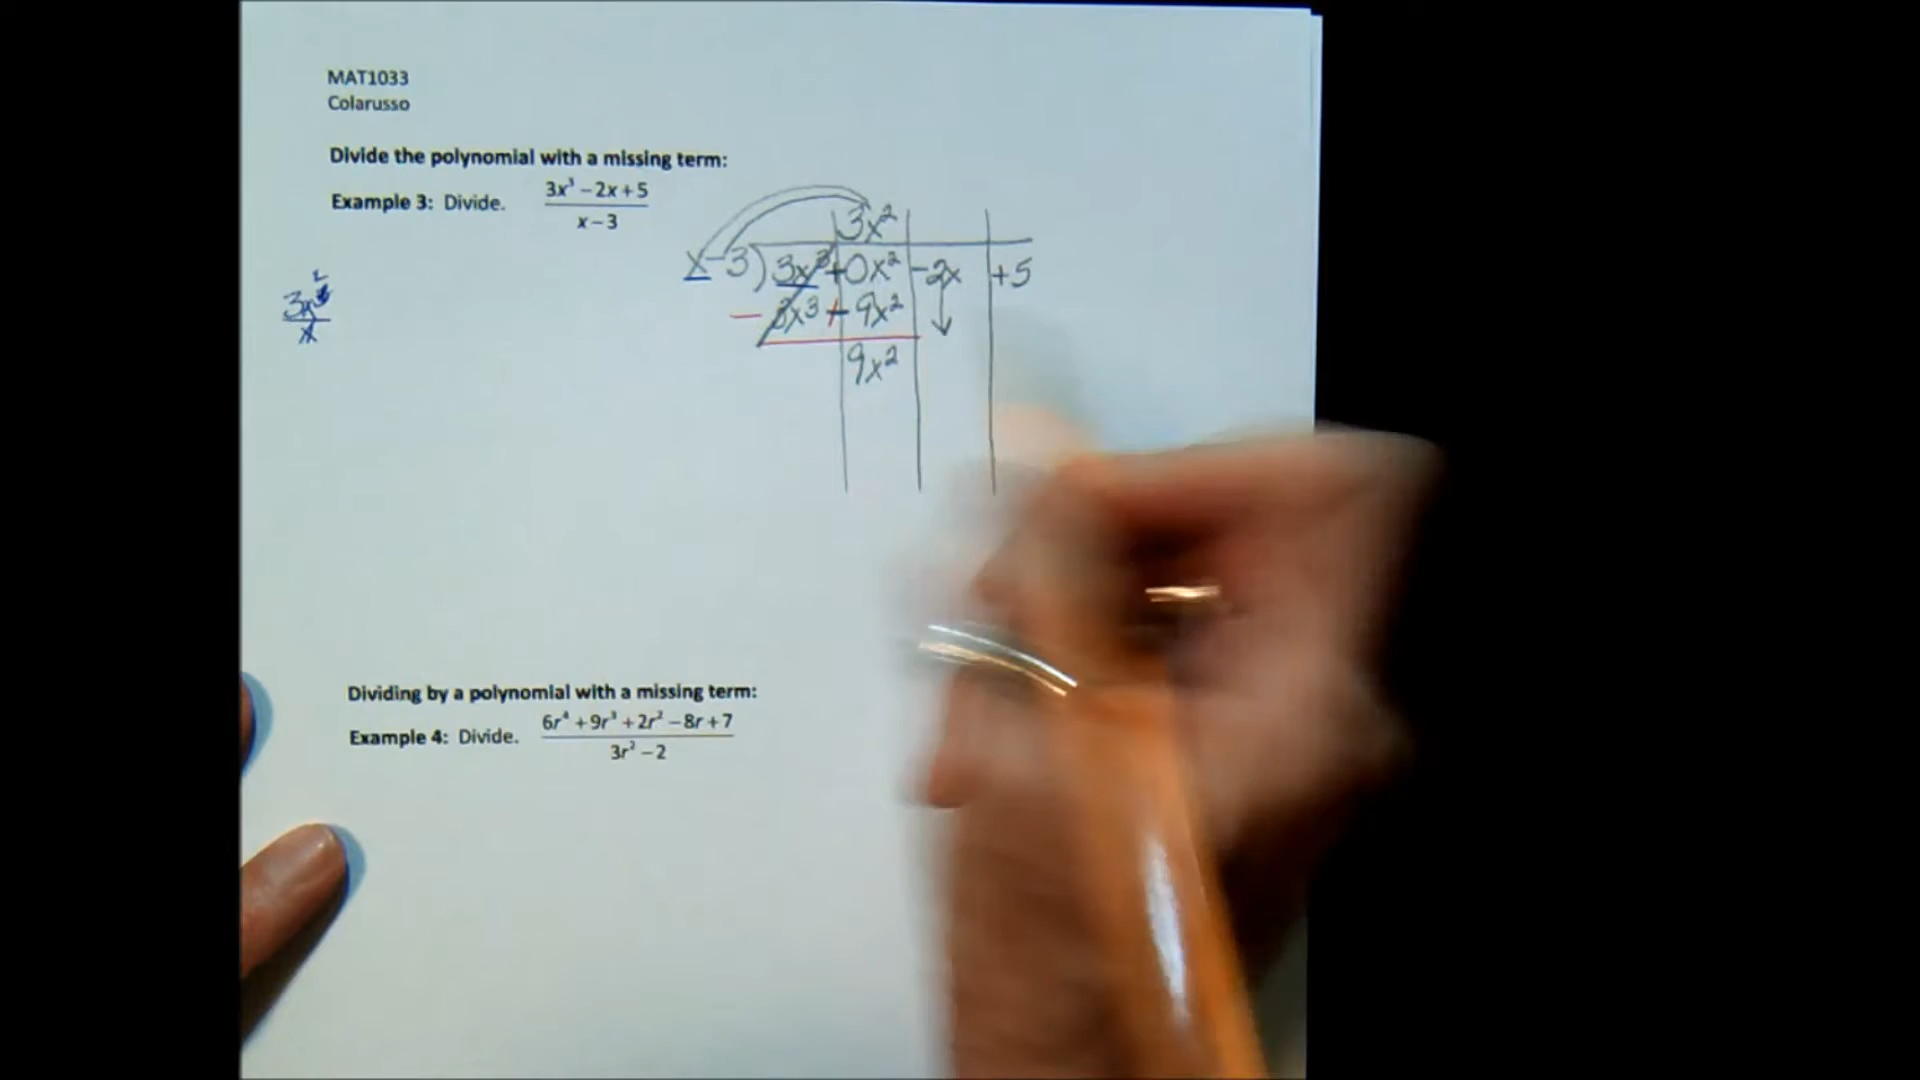 MAT1033
Colarusso
Divide the polynomial with a missing term:
Example 3: Divide. 3x³ − 2x + 5
x − 3
3x²
x - 3 ) 3x³ + 0x² - 2x + 5
- 3x³ + 9x²
9x²
3x³ 2
x
Dividing by a polynomial with a missing term:
Example 4: Divide. 6r⁴ + 9r³ + 2r² − 8r + 7
3r² − 2